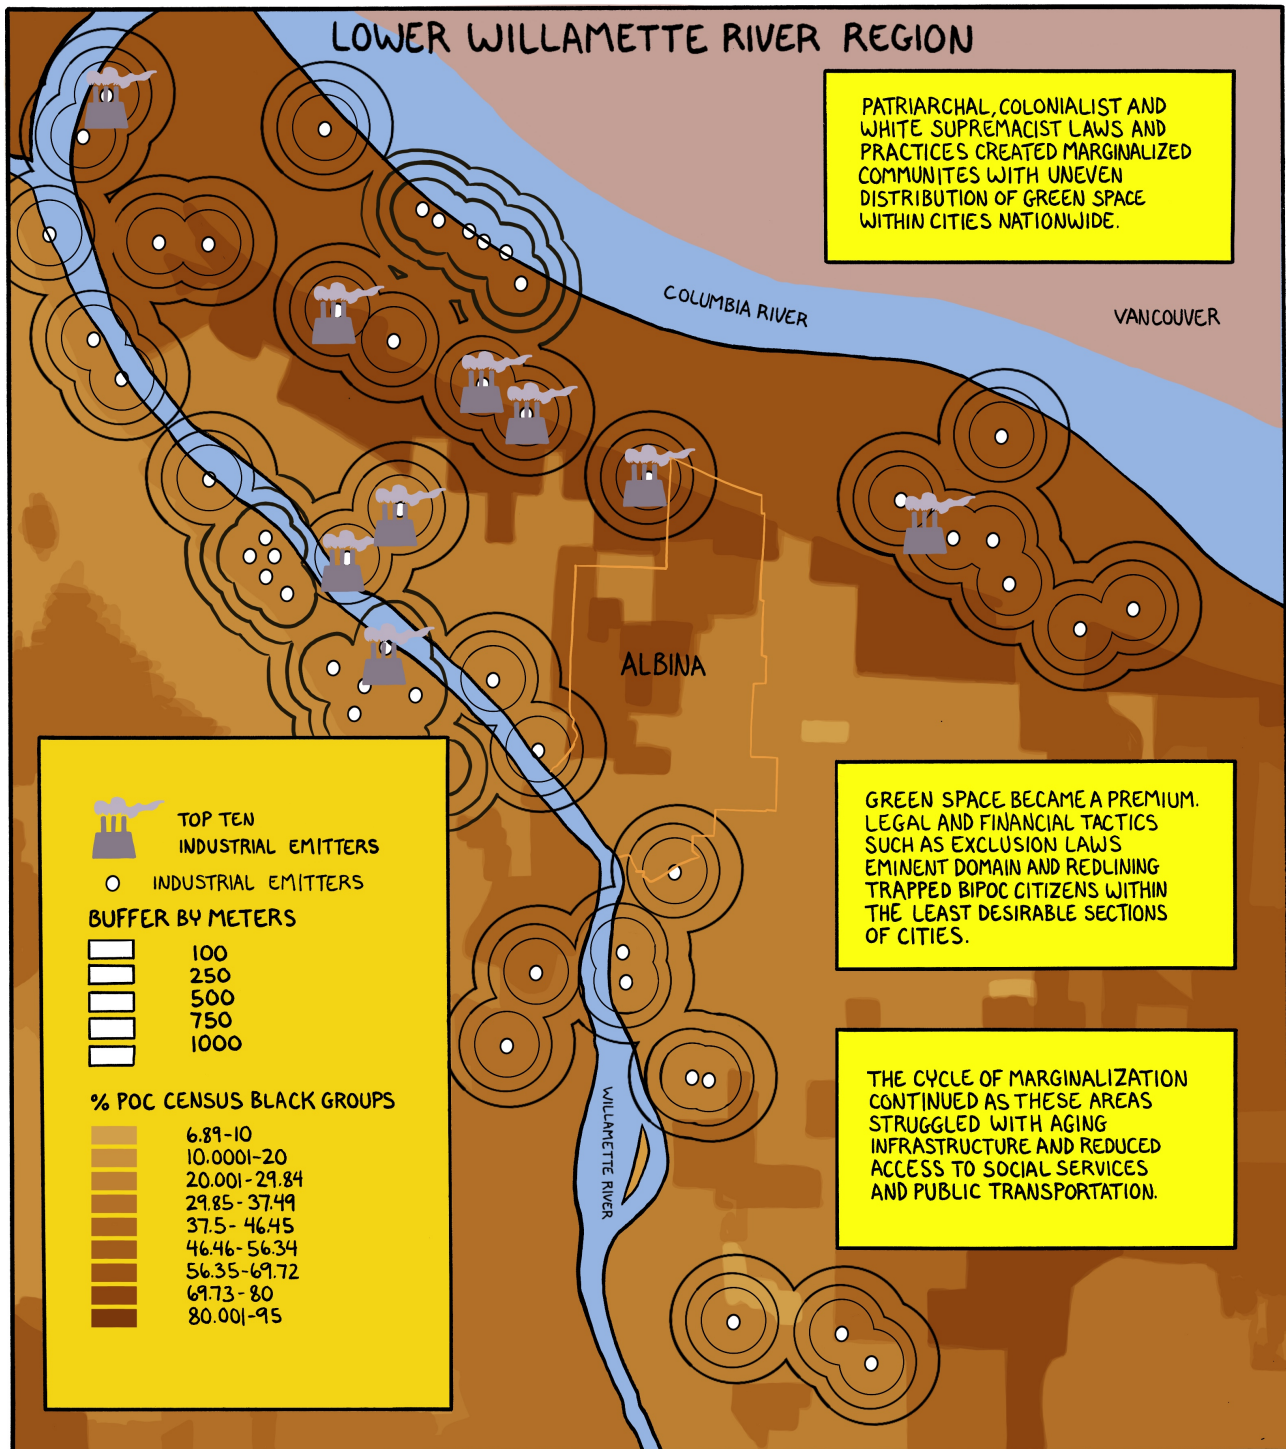 LOWER WILLAMETTE RIVER REGION
PATRIARCHAL, COLONIALIST AND
WHITE SUPREMACIST LAWS AND
PRACTICES CREATED MARGINALIZED
COMMUNITES WITH UNEVEN
DISTRIBUTION OF GREEN SPACE
WITHIN CITIES NATIONWIDE.
COLUMBIA RIVER
VANCOUVER
ALBINA
GREEN SPACE BECAME A PREMIUM.
LEGAL AND FINANCIAL TACTICS
SUCH AS EXCLUSION LAWS
EMINENT DOMAIN AND REDLINING
TRAPPED BIPOC CITIZENS WITHIN
THE LEAST DESIRABLE SECTIONS
OF CITIES.
THE CYCLE OF MARGINALIZATION
CONTINUED AS THESE AREAS
STRUGGLED WITH AGING
INFRASTRUCTURE AND REDUCED
ACCESS TO SOCIAL SERVICES
AND PUBLIC TRANSPORTATION.
WILLAMETTE RIVER
TOP TEN
INDUSTRIAL EMITTERS
INDUSTRIAL EMITTERS
BUFFER BY METERS
100
250
500
750
1000
% POC CENSUS BLACK GROUPS
6.89-10
10.0001-20
20.001-29.84
29.85-37.49
37.5-46.45
46.46-56.34
56.35-69.72
69.73-80
80.001-95